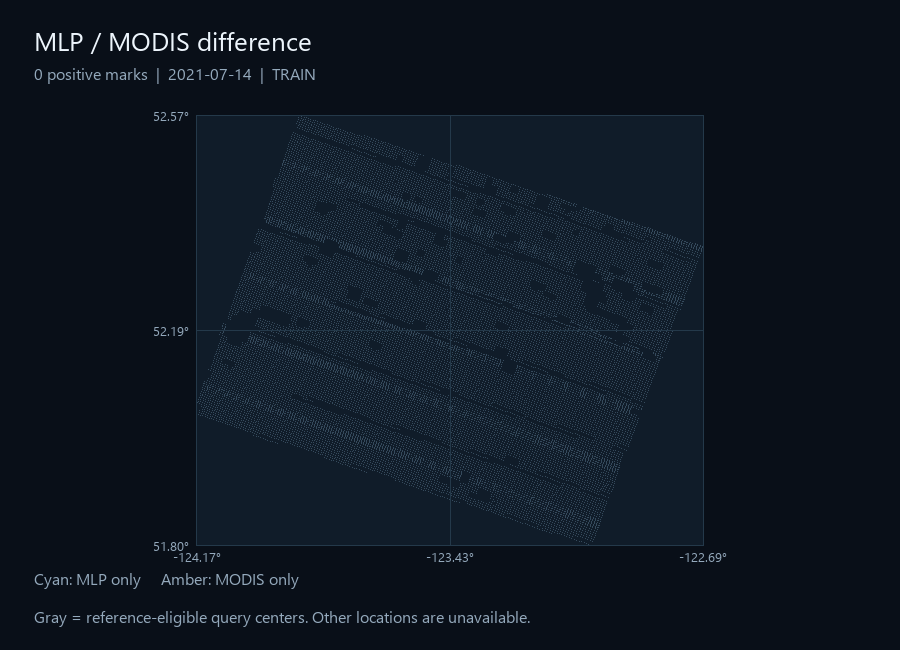 MLP / MODIS difference
0 positive marks | 2021-07-14 | TRAIN
52.57°
52.19°
51.80°
-124.17° -123.43° -122.69°
Cyan: MLP only Amber: MODIS only
Gray = reference-eligible query centers. Other locations are unavailable.